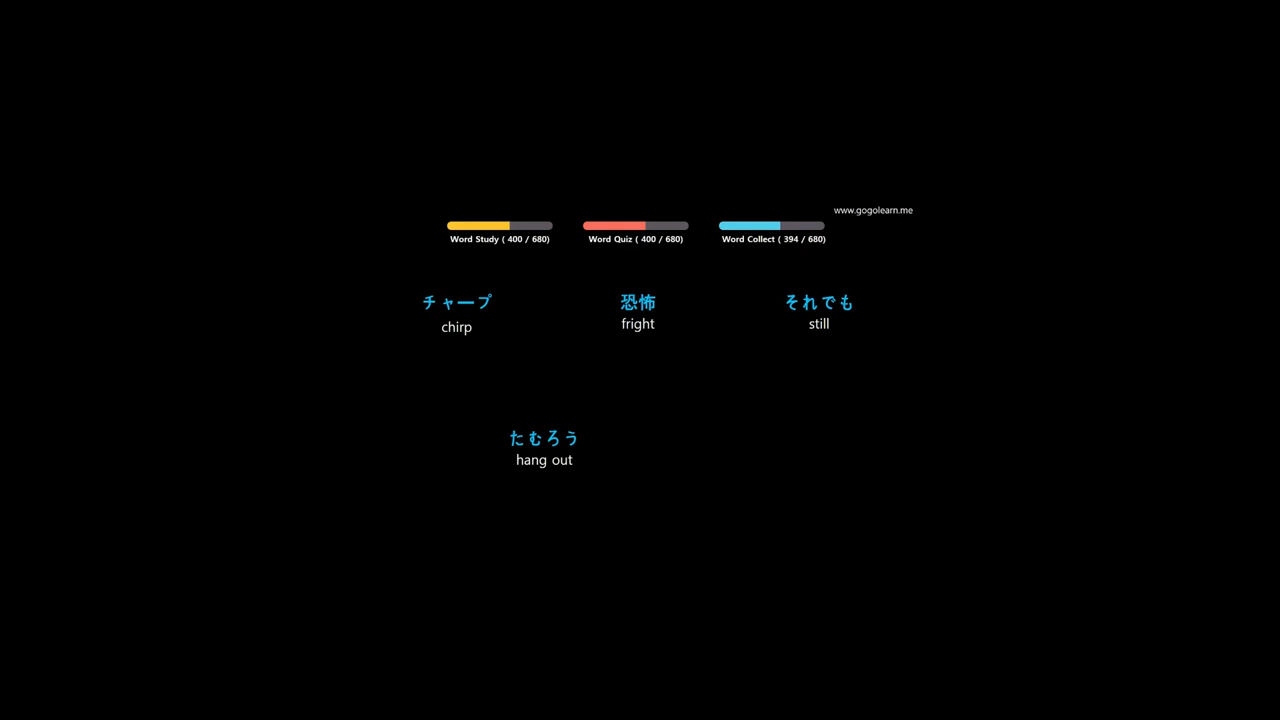 www.gogolearn.me
Word Study ( 400 / 680)
Word Quiz ( 400 / 680)
Word Collect ( 394 / 680)
チャープ
恐怖
それでも
chirp
fright
still
たむろう
hang out